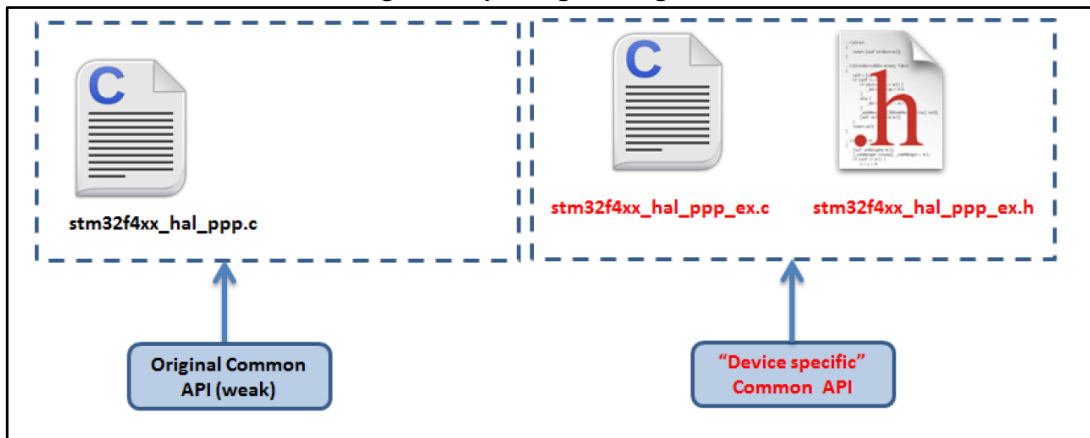 C
stm32f4xx_hal_ppp.c
C
.h
stm32f4xx_hal_ppp_ex.c
stm32f4xx_hal_ppp_ex.h
Original Common
API (weak)
“Device specific”
Common API